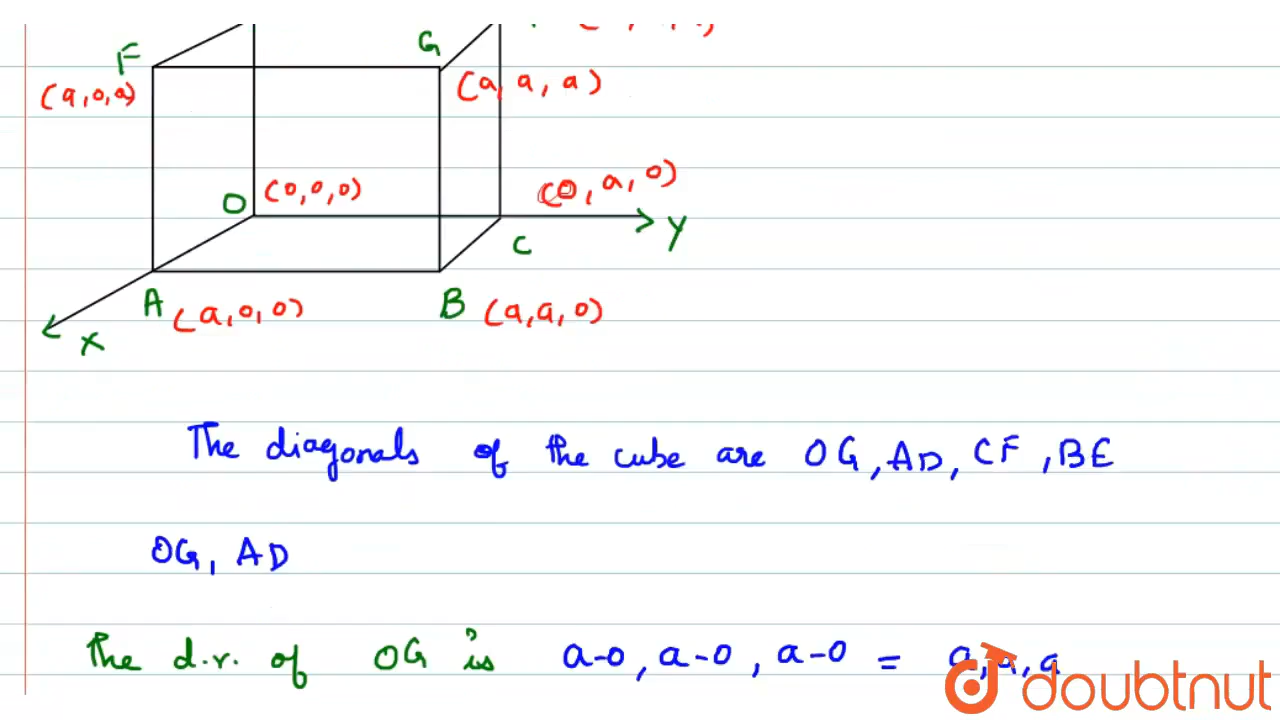 F
G
(a,0,a)
(a, a, a)
O
(0,0,0)
(0, a, 0)
Y
C
A
(a,0,0)
B
(a,a,0)
X
The diagonals of the cube are OG, AD, CF, BE
OG, AD
The d.r. of OG is a-0, a-0, a-0 = a, a, a
doubtnut